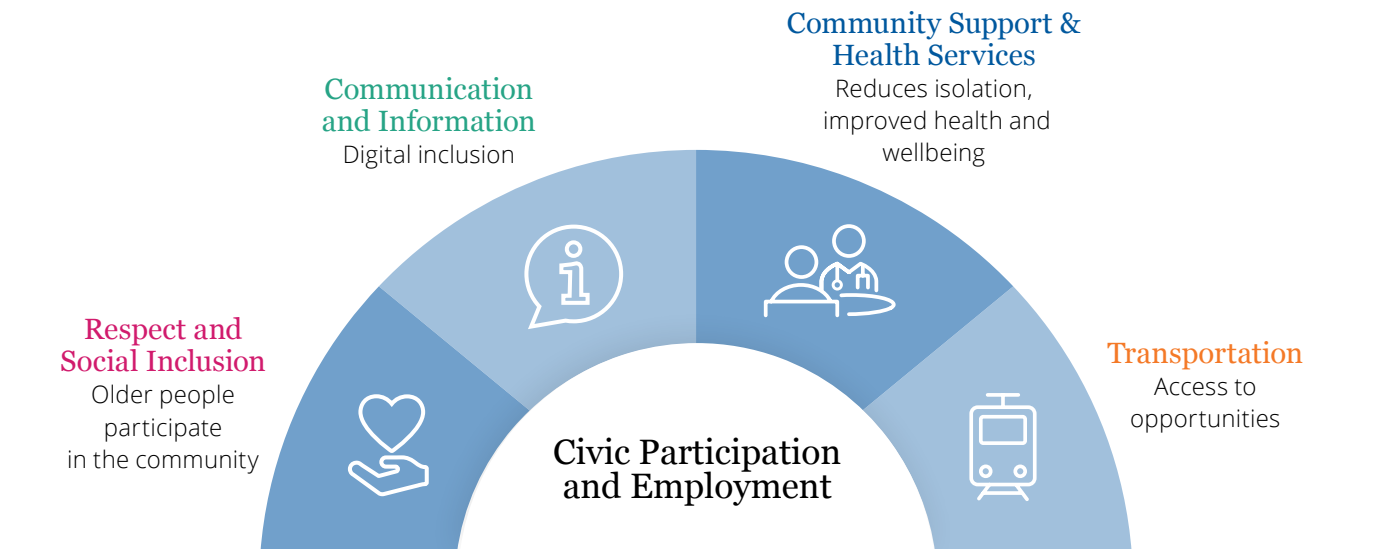 Community Support &
Health Services
Reduces isolation,
improved health and
wellbeing
Communication
and Information
Digital inclusion
Respect and
Social Inclusion
Older people
participate
in the community
Transportation
Access to
opportunities
Civic Participation
and Employment